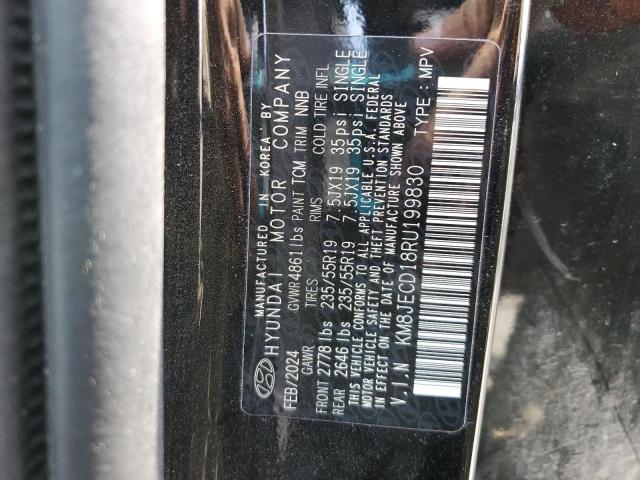 MANUFACTURED IN KOREA BY
HYUNDAI MOTOR COMPANY
FEB/2024 GVWR 4861 lbs PAINT TCM TRIM NNB
GAWR TIRES RIMS COLD TIRE INFL
FRONT 2778 lbs 235/55R19 7.5JX19 35psi SINGLE
REAR 2646 lbs 235/55R19 7.5JX19 35psi SINGLE
THIS VEHICLE CONFORMS TO ALL APPLICABLE U.S.A. FEDERAL
MOTOR VEHICLE SAFETY AND THEFT PREVENTION STANDARDS
IN EFFECT ON THE DATE OF MANUFACTURE SHOWN ABOVE
V.I.N KM8JECD18RU199830 TYPE : MPV